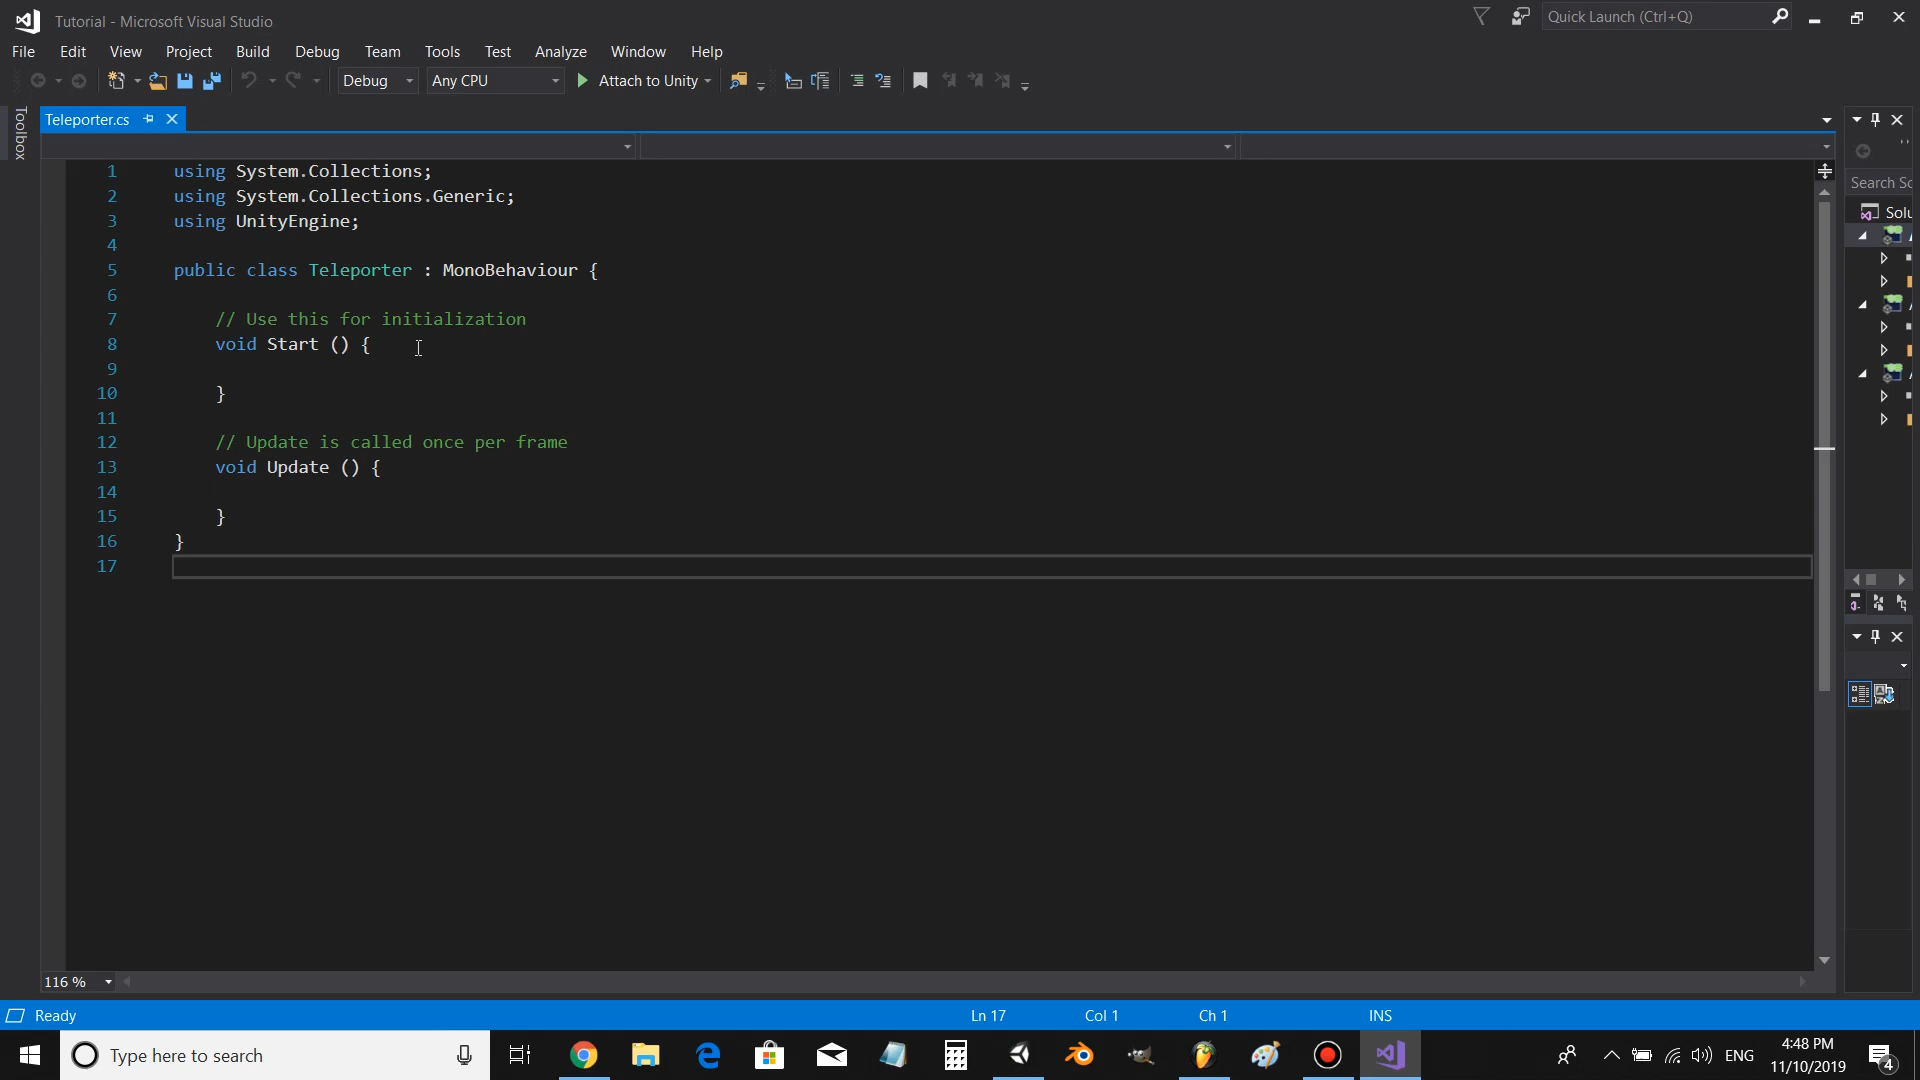 Tutorial - Microsoft Visual Studio
Quick Launch (Ctrl+Q)
File Edit View Project Build Debug Team Tools Test Analyze Window Help
Debug Any CPU Attach to Unity
Toolbox
Teleporter.cs
1 using System.Collections;
2 using System.Collections.Generic;
3 using UnityEngine;
4
5 public class Teleporter : MonoBehaviour {
6
7 // Use this for initialization
8 void Start () {
9
10 }
11
12 // Update is called once per frame
13 void Update () {
14
15 }
16 }
17
Search So
Solu
116 %
Ready Ln 17 Col 1 Ch 1 INS
Type here to search
ENG
4:48 PM
11/10/2019
4